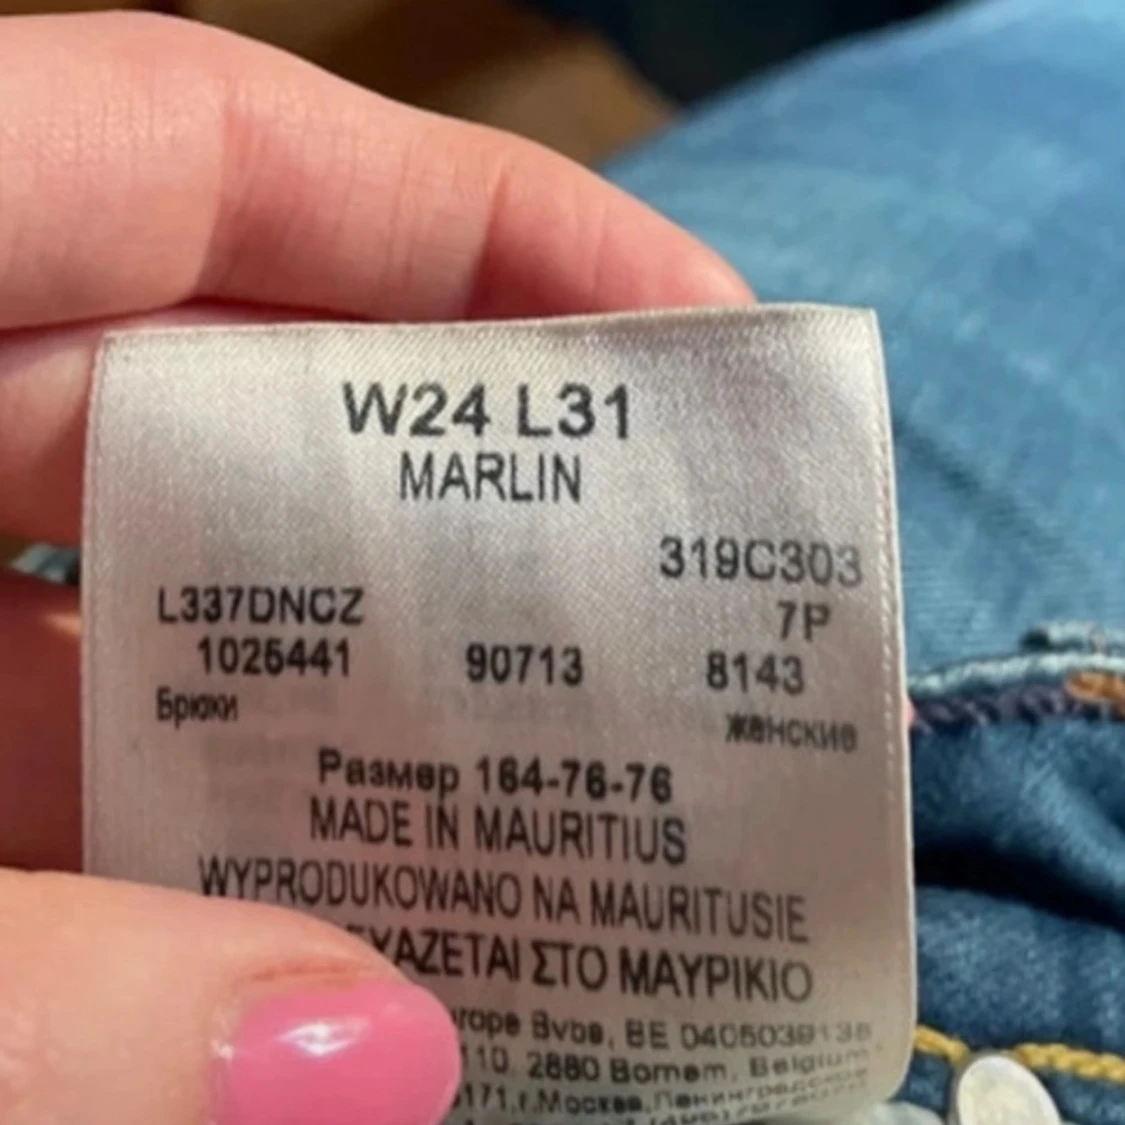 W24 L31
MARLIN
319C303
L337DNCZ 7P
1025441 90713 8143
Брюки женские
Размер 164-76-76
MADE IN MAURITIUS
WYPRODUKOWANO NA MAURITUSIE
ΣΤΟ ΜΑΥΡΙΚΙΟ
Bvba, BE
2880 Bornem, Belgium
г.Москва, Ленинградское